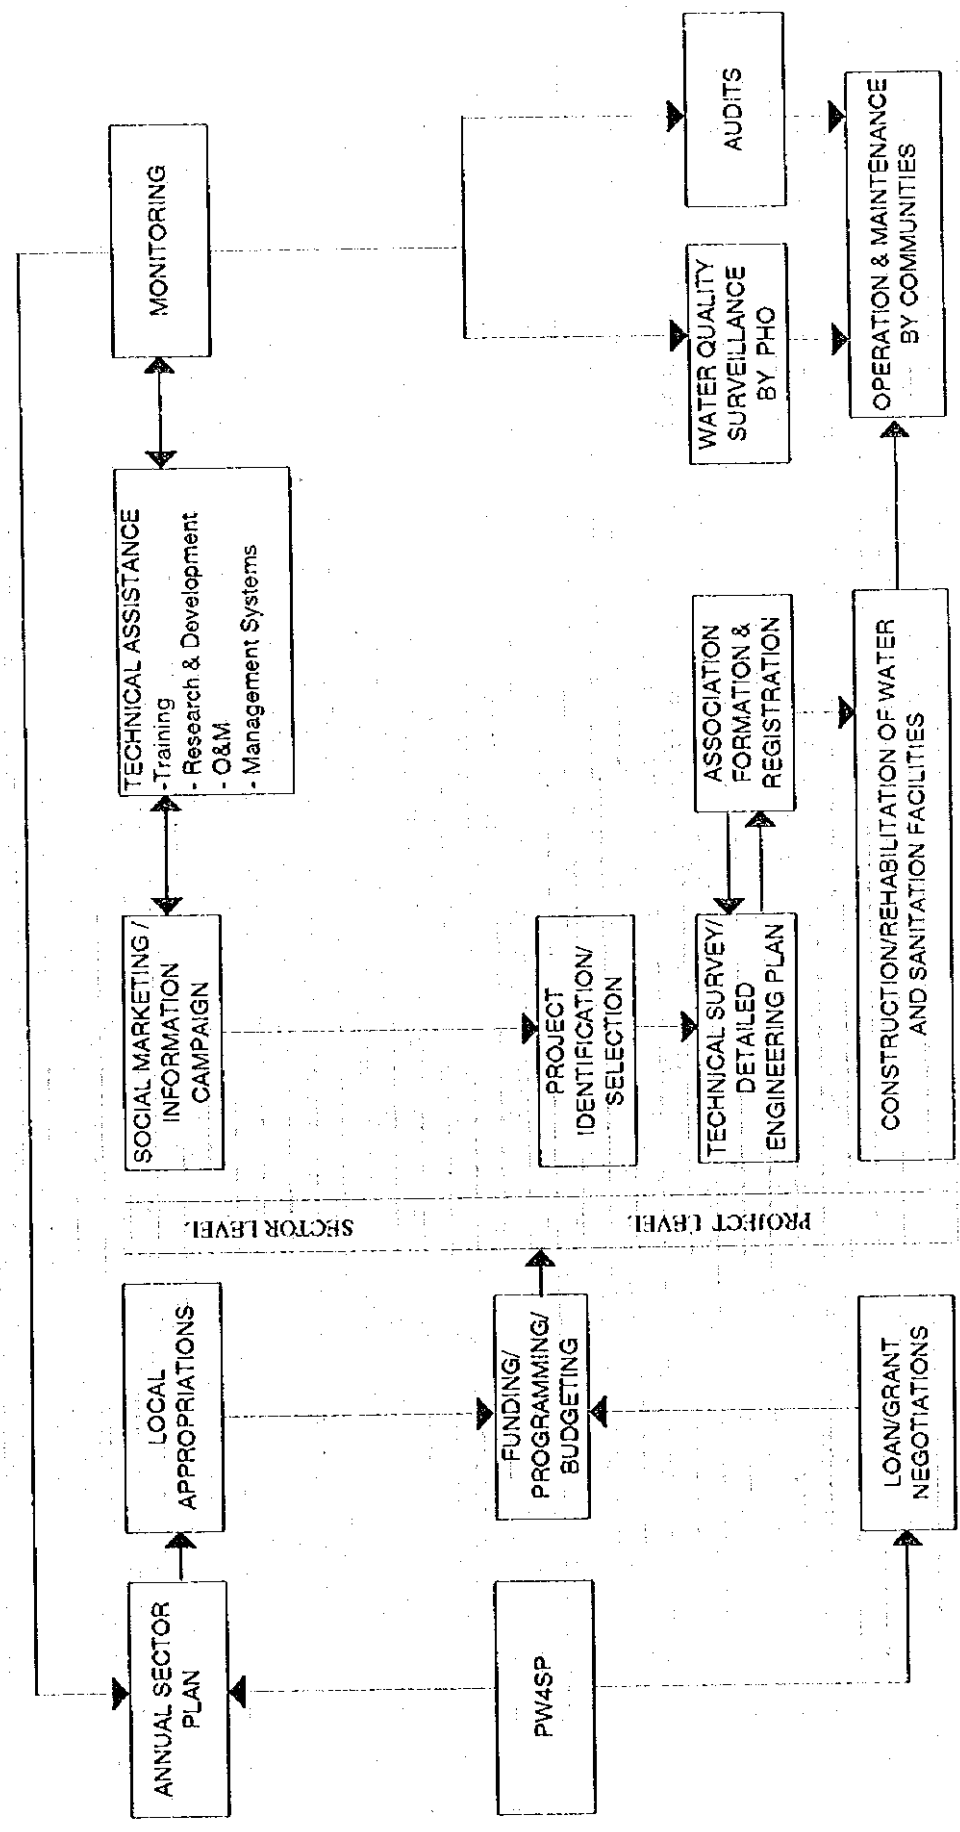 ANNUAL SECTOR
PLAN
PW4SP
LOCAL
APPROPRIATIONS
FUNDING/
PROGRAMMING/
BUDGETING
LOAN/GRANT
NEGOTIATIONS
SECTOR LEVEL
PROJECT LEVEL
SOCIAL MARKETING /
INFORMATION
CAMPAIGN
PROJECT
IDENTIFICATION/
SELECTION
TECHNICAL SURVEY/
DETAILED
ENGINEERING PLAN
CONSTRUCTION/REHABILITATION OF WATER
AND SANITATION FACILITIES
TECHNICAL ASSISTANCE
-Training
- Research & Development
- O&M
- Management Systems
ASSOCIATION
FORMATION &
REGISTRATION
MONITORING
WATER QUALITY
SURVEILLANCE
BY PHO
AUDITS
OPERATION & MAINTENANCE
BY COMMUNITIES